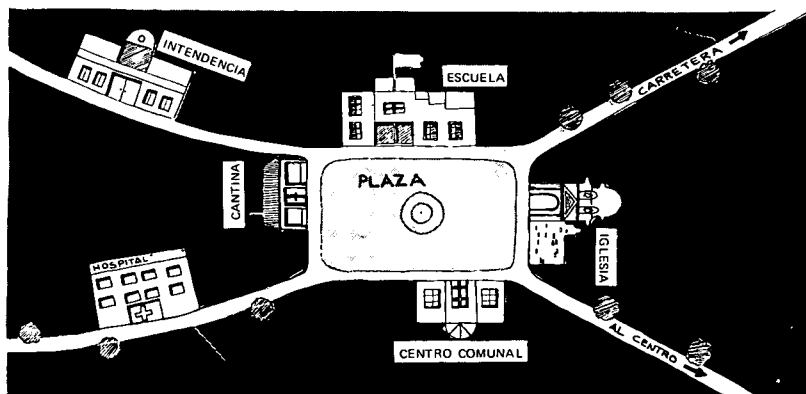 INTENDENCIA
ESCUELA
CARRETERA
CANTINA
PLAZA
IGLESIA
HOSPITAL
CENTRO COMUNAL
AL CENTRO